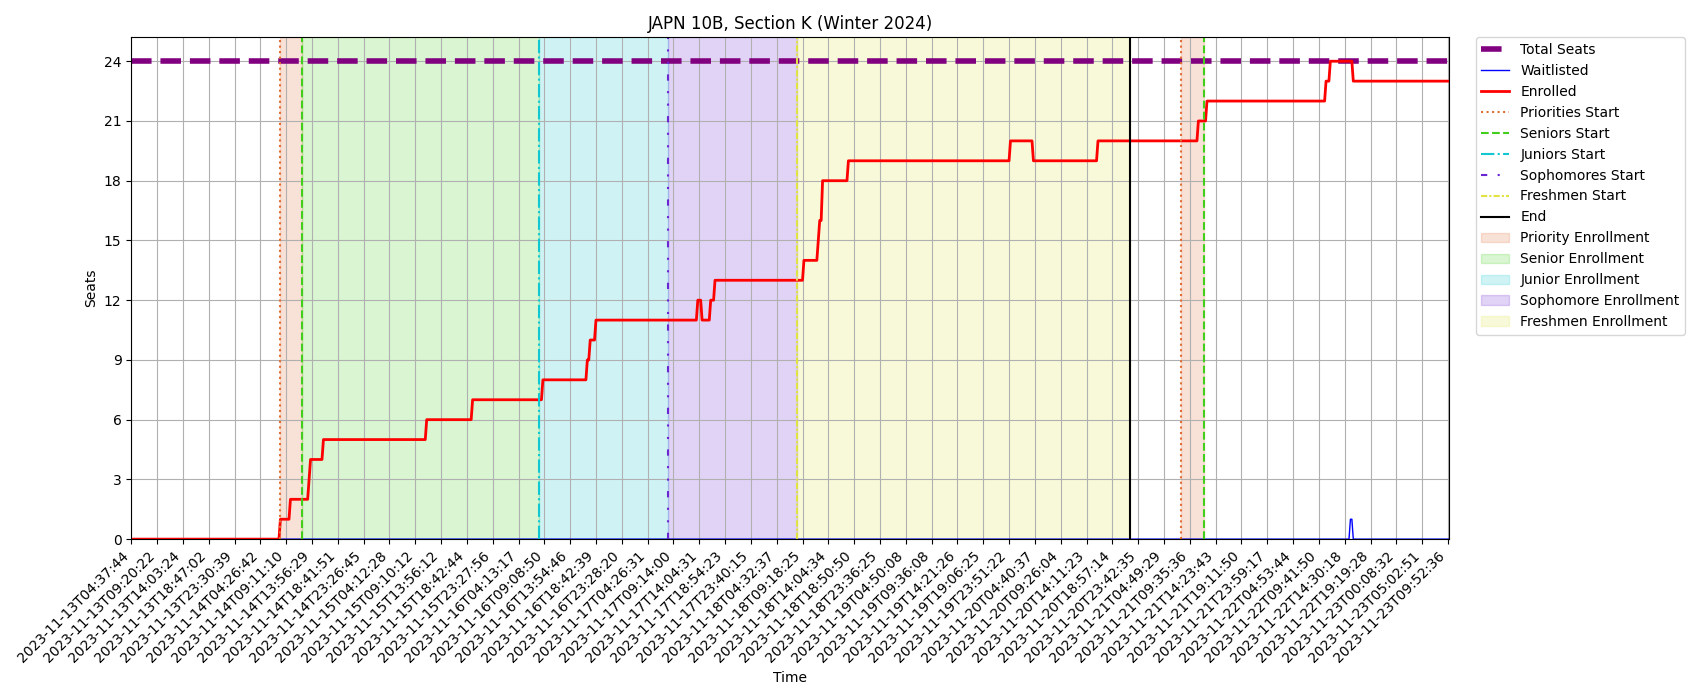 JAPN 10B, Section K (Winter 2024)
Seats
24
21
18
15
12
9
6
3
0
2023-11-13T04:37:44
2023-11-13T09:20:22
2023-11-13T14:03:24
2023-11-13T18:47:02
2023-11-13T23:30:39
2023-11-14T04:26:42
2023-11-14T09:11:10
2023-11-14T13:56:29
2023-11-14T18:41:51
2023-11-14T23:26:45
2023-11-15T04:12:28
2023-11-15T09:10:12
2023-11-15T13:56:12
2023-11-15T18:42:44
2023-11-15T23:27:56
2023-11-16T04:13:17
2023-11-16T09:08:50
2023-11-16T13:54:46
2023-11-16T18:42:39
2023-11-16T23:28:20
2023-11-17T04:26:31
2023-11-17T09:14:00
2023-11-17T14:04:31
2023-11-17T18:54:23
2023-11-17T23:40:15
2023-11-18T04:32:37
2023-11-18T09:18:25
2023-11-18T14:04:34
2023-11-18T18:50:50
2023-11-18T23:36:25
2023-11-19T04:50:08
2023-11-19T09:36:08
2023-11-19T14:21:26
2023-11-19T19:06:25
2023-11-19T23:51:22
2023-11-20T04:40:37
2023-11-20T09:26:04
2023-11-20T14:11:23
2023-11-20T18:57:14
2023-11-20T23:42:35
2023-11-21T04:49:29
2023-11-21T09:35:36
2023-11-21T14:23:43
2023-11-21T19:11:50
2023-11-21T23:59:17
2023-11-22T04:53:44
2023-11-22T09:41:50
2023-11-22T14:30:18
2023-11-22T19:19:28
2023-11-23T00:08:32
2023-11-23T05:02:51
2023-11-23T09:52:36
Time
Total Seats
Waitlisted
Enrolled
Priorities Start
Seniors Start
Juniors Start
Sophomores Start
Freshmen Start
End
Priority Enrollment
Senior Enrollment
Junior Enrollment
Sophomore Enrollment
Freshmen Enrollment